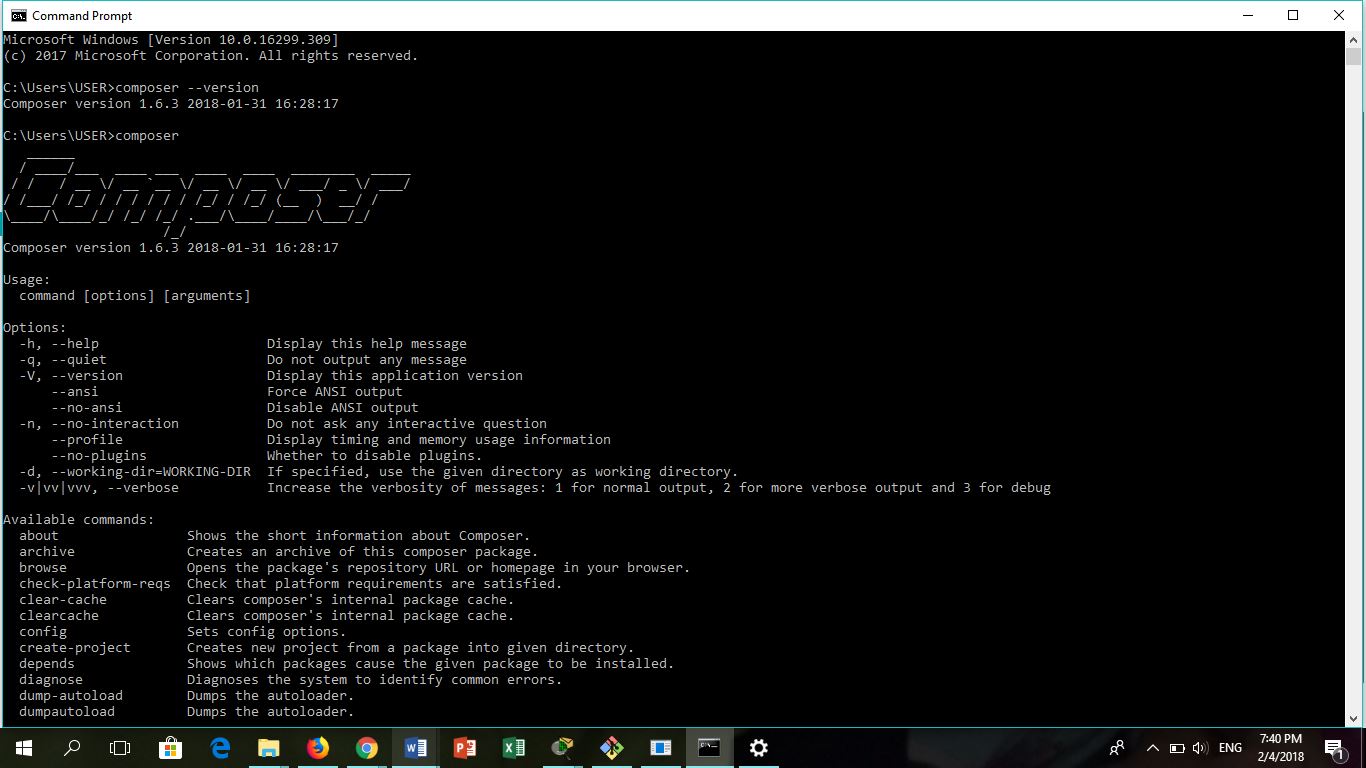 Command Prompt
Microsoft Windows [Version 10.0.16299.309]
(c) 2017 Microsoft Corporation. All rights reserved.
C:\Users\USER>composer --version
Composer version 1.6.3 2018-01-31 16:28:17
C:\Users\USER>composer
Composer
Composer version 1.6.3 2018-01-31 16:28:17
Usage:
  command [options] [arguments]
Options:
  -h, --help                     Display this help message
  -q, --quiet                    Do not output any message
  -V, --version                  Display this application version
      --ansi                     Force ANSI output
      --no-ansi                  Disable ANSI output
  -n, --no-interaction           Do not ask any interactive question
      --profile                  Display timing and memory usage information
      --no-plugins               Whether to disable plugins.
  -d, --working-dir=WORKING-DIR  If specified, use the given directory as working directory.
  -v|vv|vvv, --verbose           Increase the verbosity of messages: 1 for normal output, 2 for more verbose output and 3 for debug
Available commands:
  about                Shows the short information about Composer.
  archive              Creates an archive of this composer package.
  browse               Opens the package's repository URL or homepage in your browser.
  check-platform-reqs  Check that platform requirements are satisfied.
  clear-cache          Clears composer's internal package cache.
  clearcache           Clears composer's internal package cache.
  config               Sets config options.
  create-project       Creates new project from a package into given directory.
  depends              Shows which packages cause the given package to be installed.
  diagnose             Diagnoses the system to identify common errors.
  dump-autoload        Dumps the autoloader.
  dumpautoload         Dumps the autoloader.
ENG
7:40 PM
2/4/2018
1